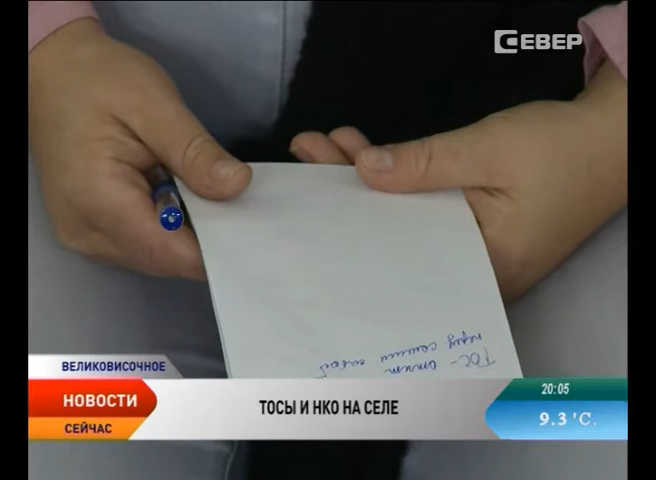 СЕВЕР
ТОС-
ВЕЛИКОВИСОЧНОЕ
НОВОСТИ
СЕЙЧАС
ТОСЫ И НКО НА СЕЛЕ
20:05
9.3 °С.